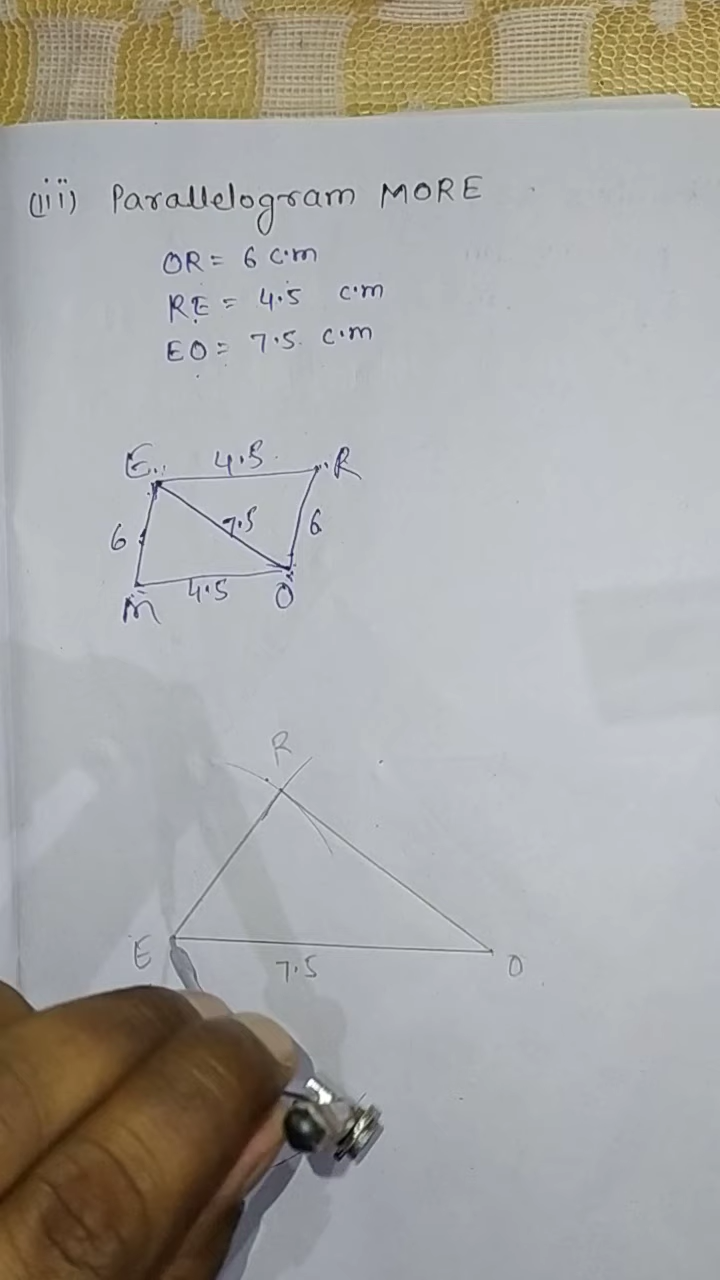 (iii) Parallelogram MORE
OR = 6 c.m
RE = 4.5 c.m
EO = 7.5 c.m
E 4.5 R
6 7.5 6
M 4.5 O
R
E 7.5 O